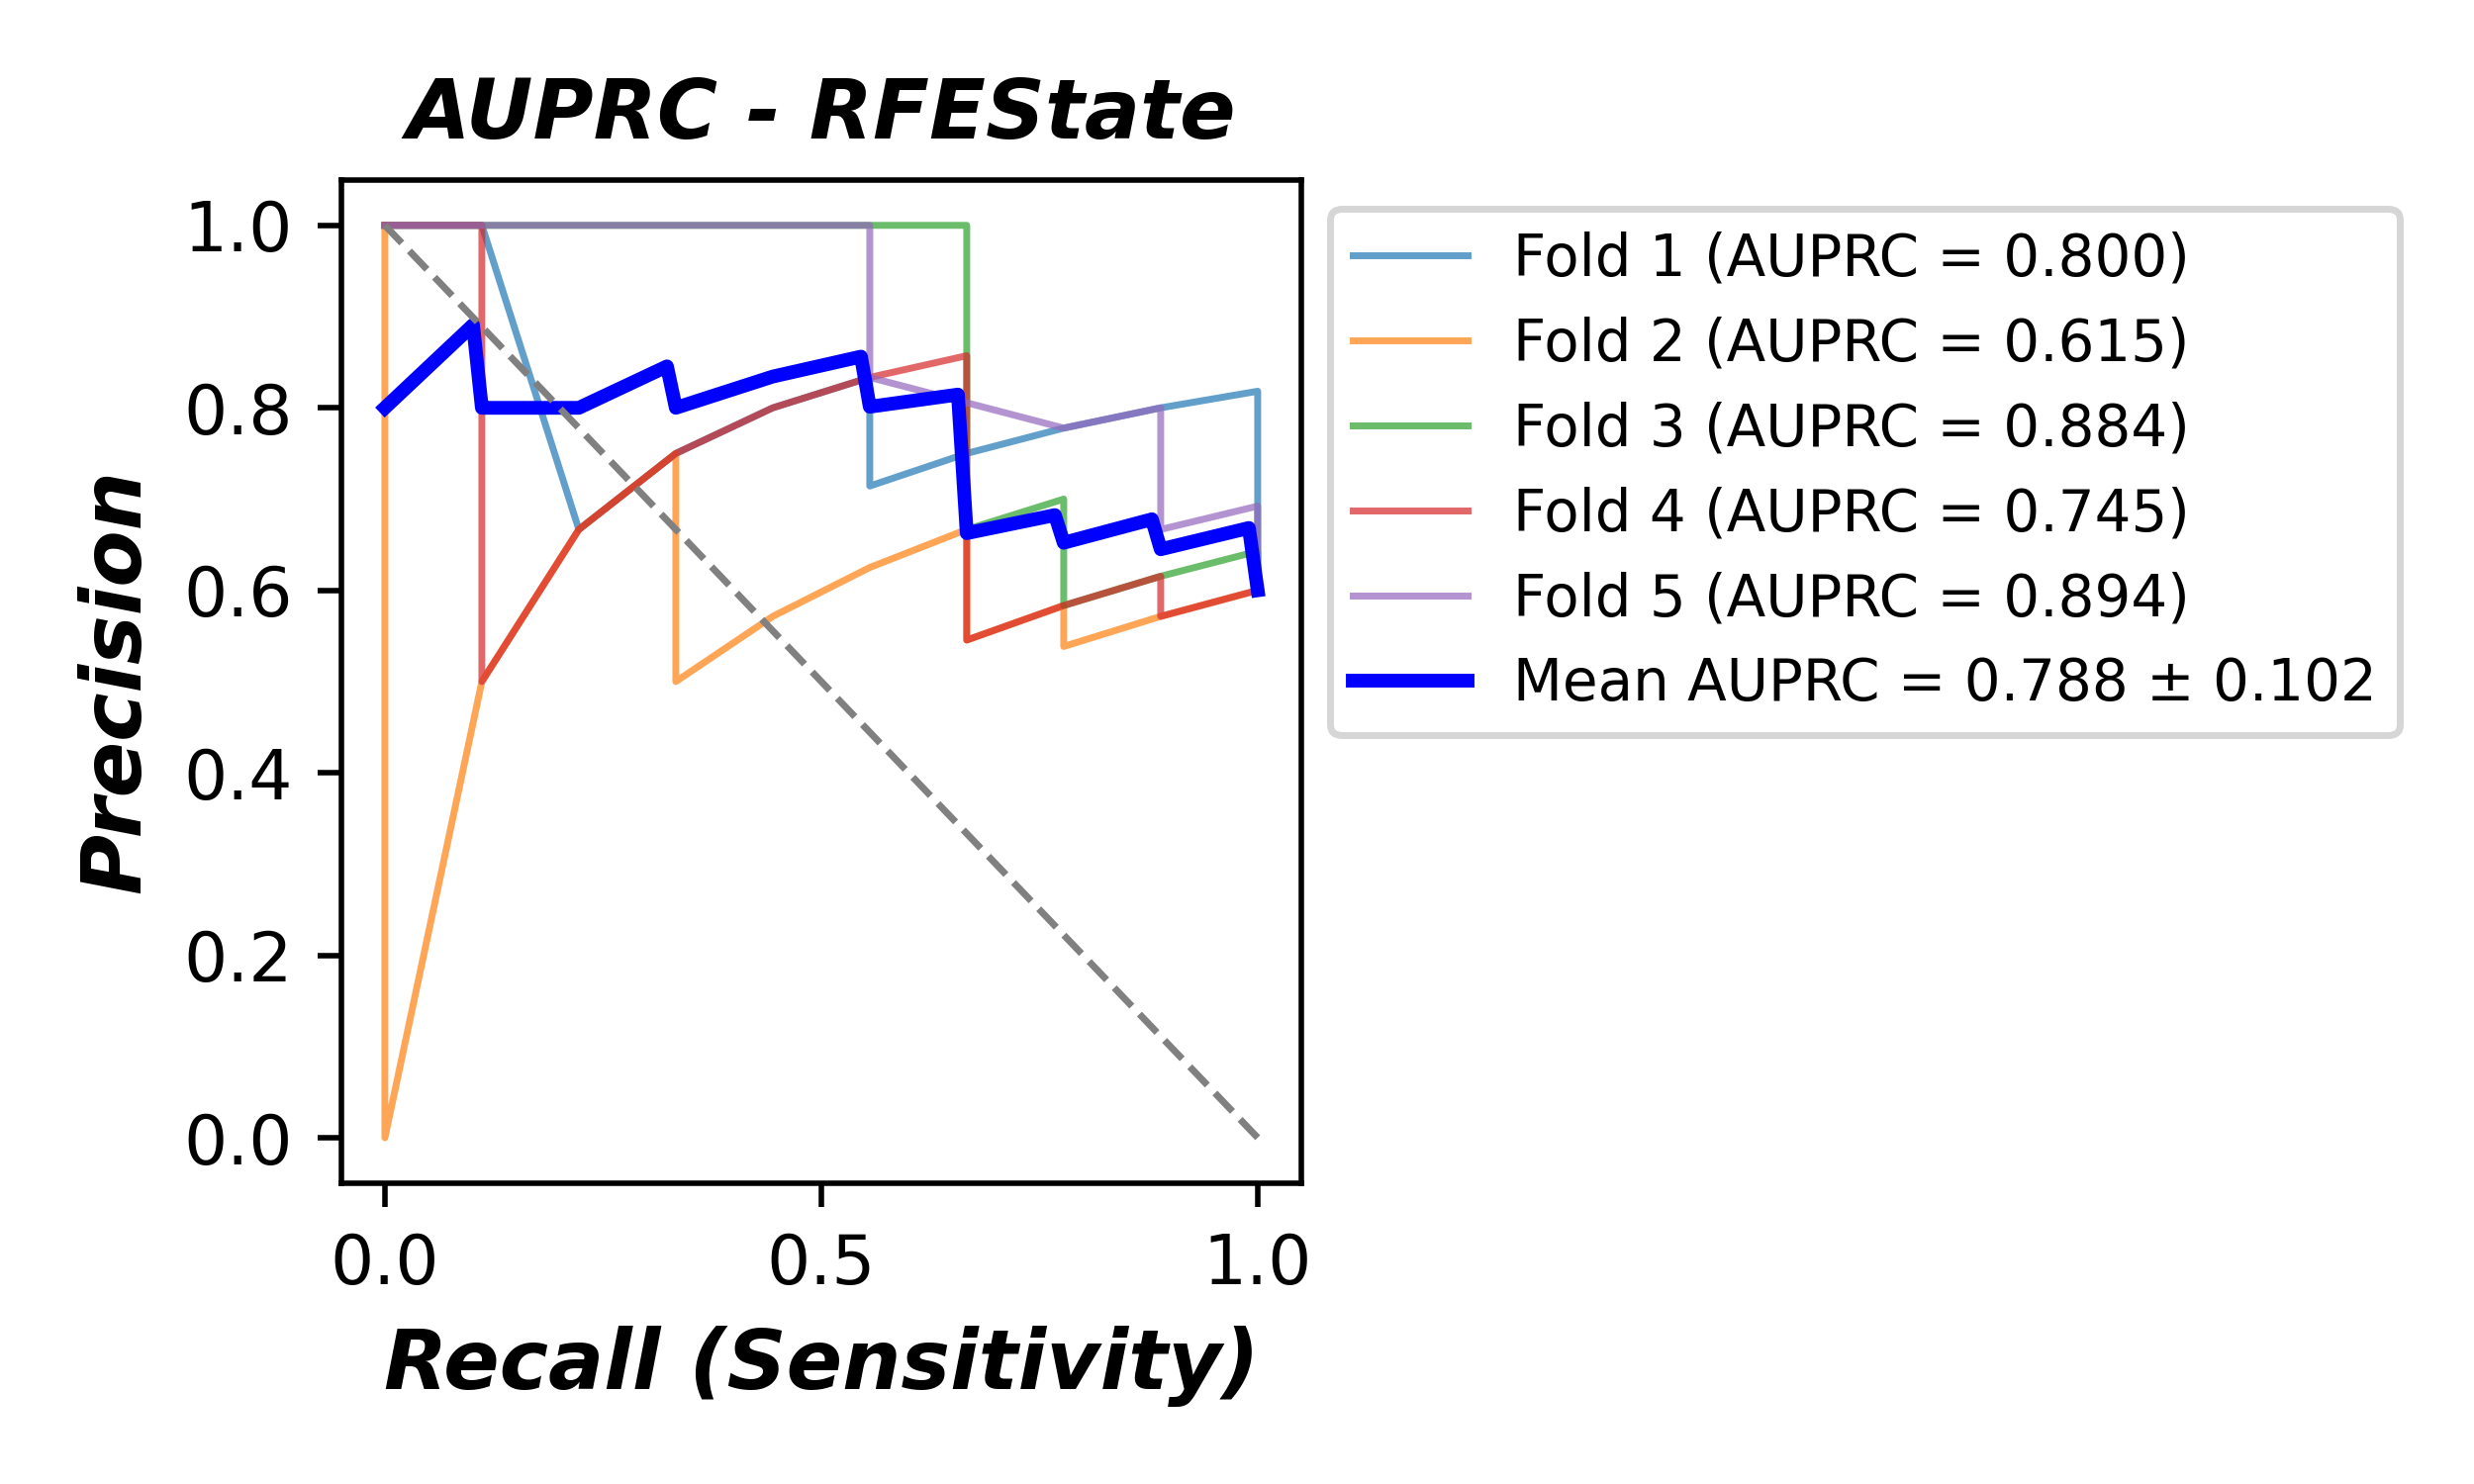 AUPRC - RFEState
Precision
1.0
0.8
0.6
0.4
0.2
0.0
0.0 0.5 1.0
Recall (Sensitivity)
Fold 1 (AUPRC = 0.800)
Fold 2 (AUPRC = 0.615)
Fold 3 (AUPRC = 0.884)
Fold 4 (AUPRC = 0.745)
Fold 5 (AUPRC = 0.894)
Mean AUPRC = 0.788 ± 0.102